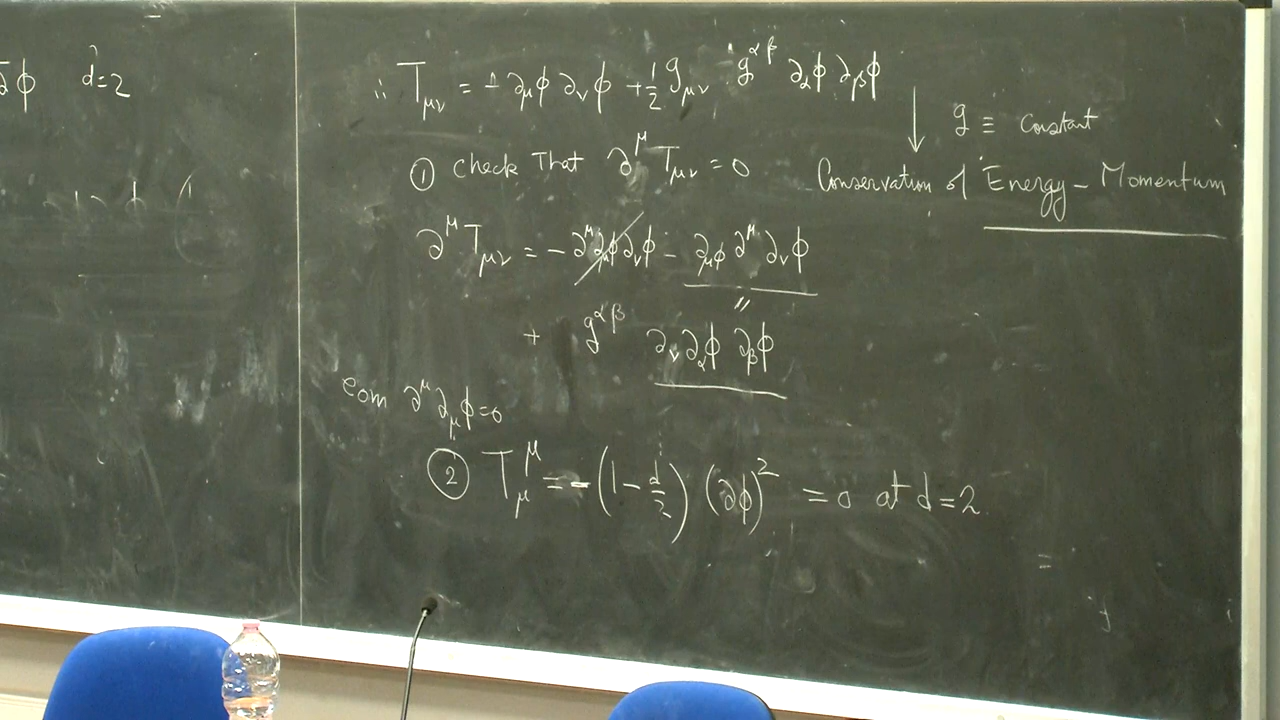 ∂φ d=2
∴ T_μν = - ∂_μφ ∂_νφ + 1/2 g_μν g^αβ ∂_αφ ∂_βφ
g ≡ Constant
① check That ∂^μ T_μν = 0
Conservation of Energy - Momentum
∂^μ T_μν = - ∂^μ∂_μφ ∂_νφ - ∂_μφ ∂^μ ∂_νφ
"
+ g^αβ ∂_ν∂_αφ ∂_βφ
eom ∂^μ∂_μφ=0
② T_μ^μ = - (1 - d/2) (∂φ)^2 = 0 at d=2